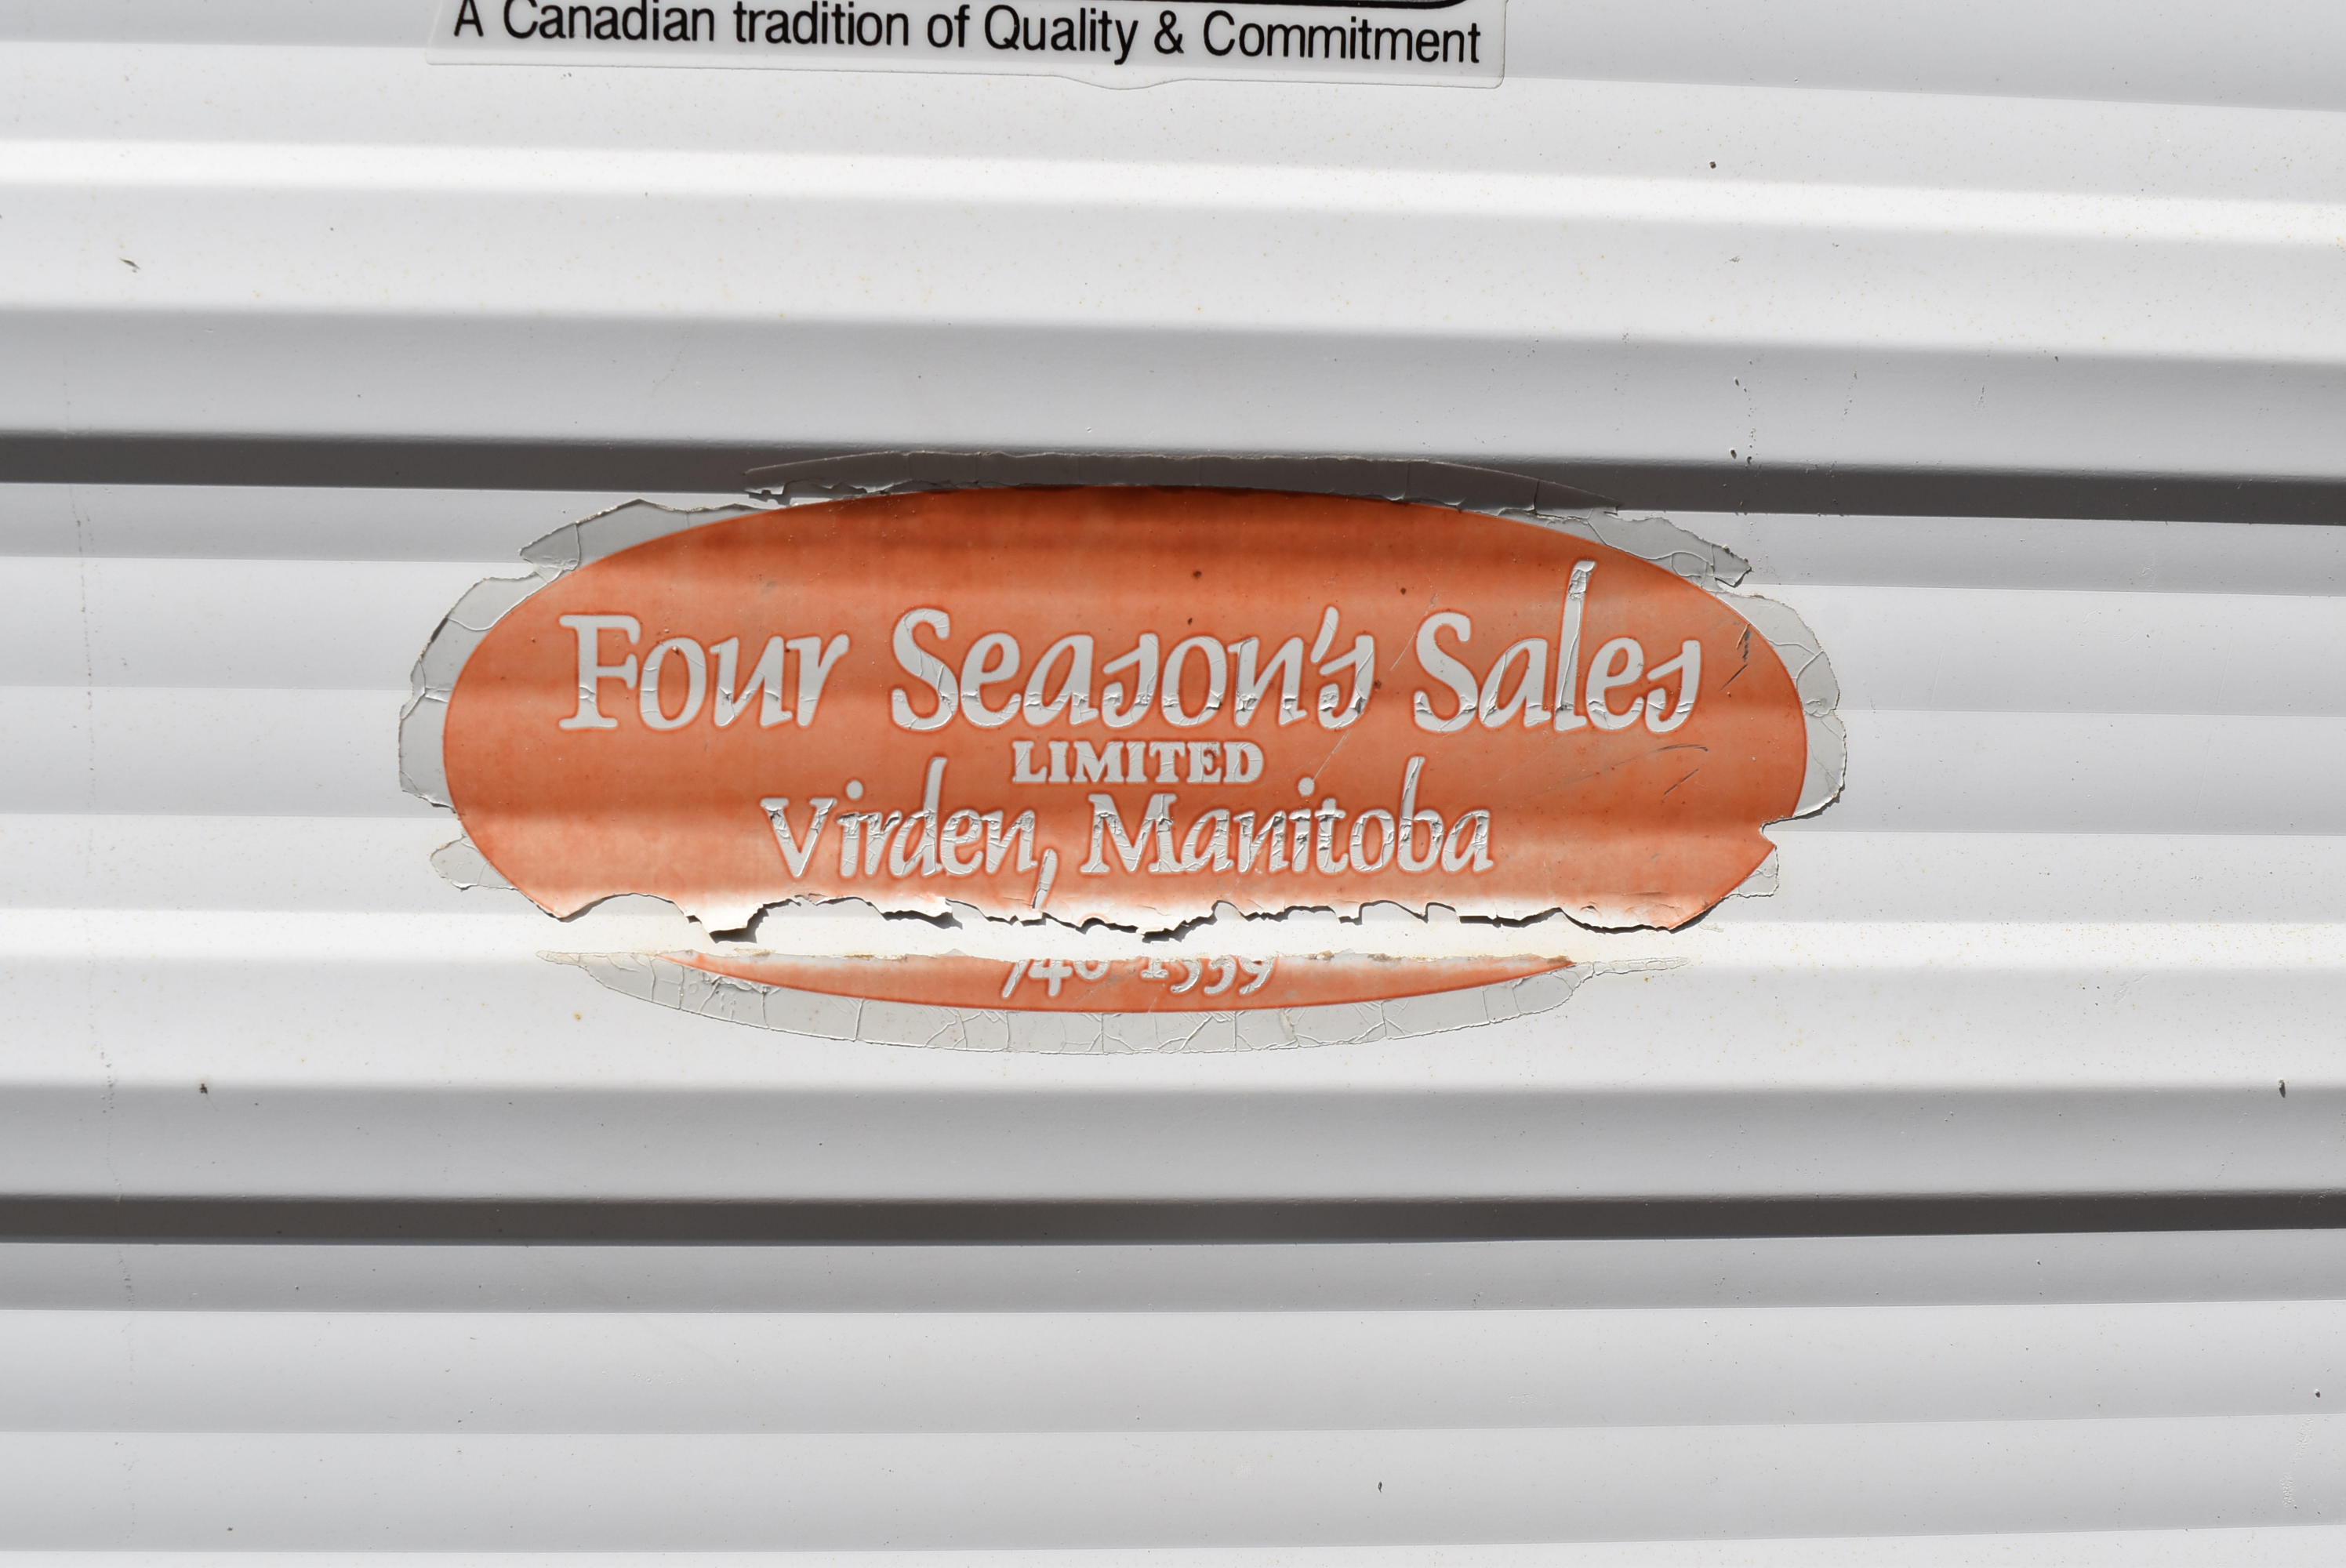 A Canadian tradition of Quality & Commitment
Four Season's Sales
LIMITED
Virden, Manitoba